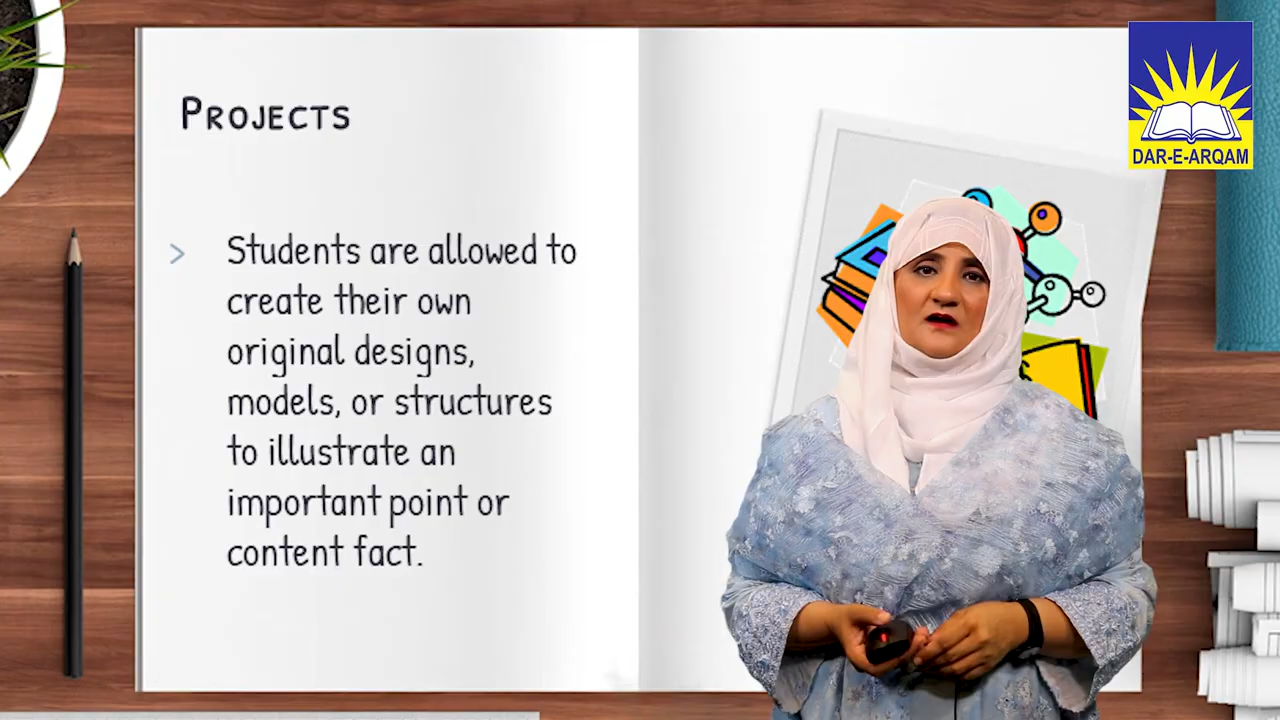 PROJECTS
> Students are allowed to
create their own
original designs,
models, or structures
to illustrate an
important point or
content fact.
DAR-E-ARQAM